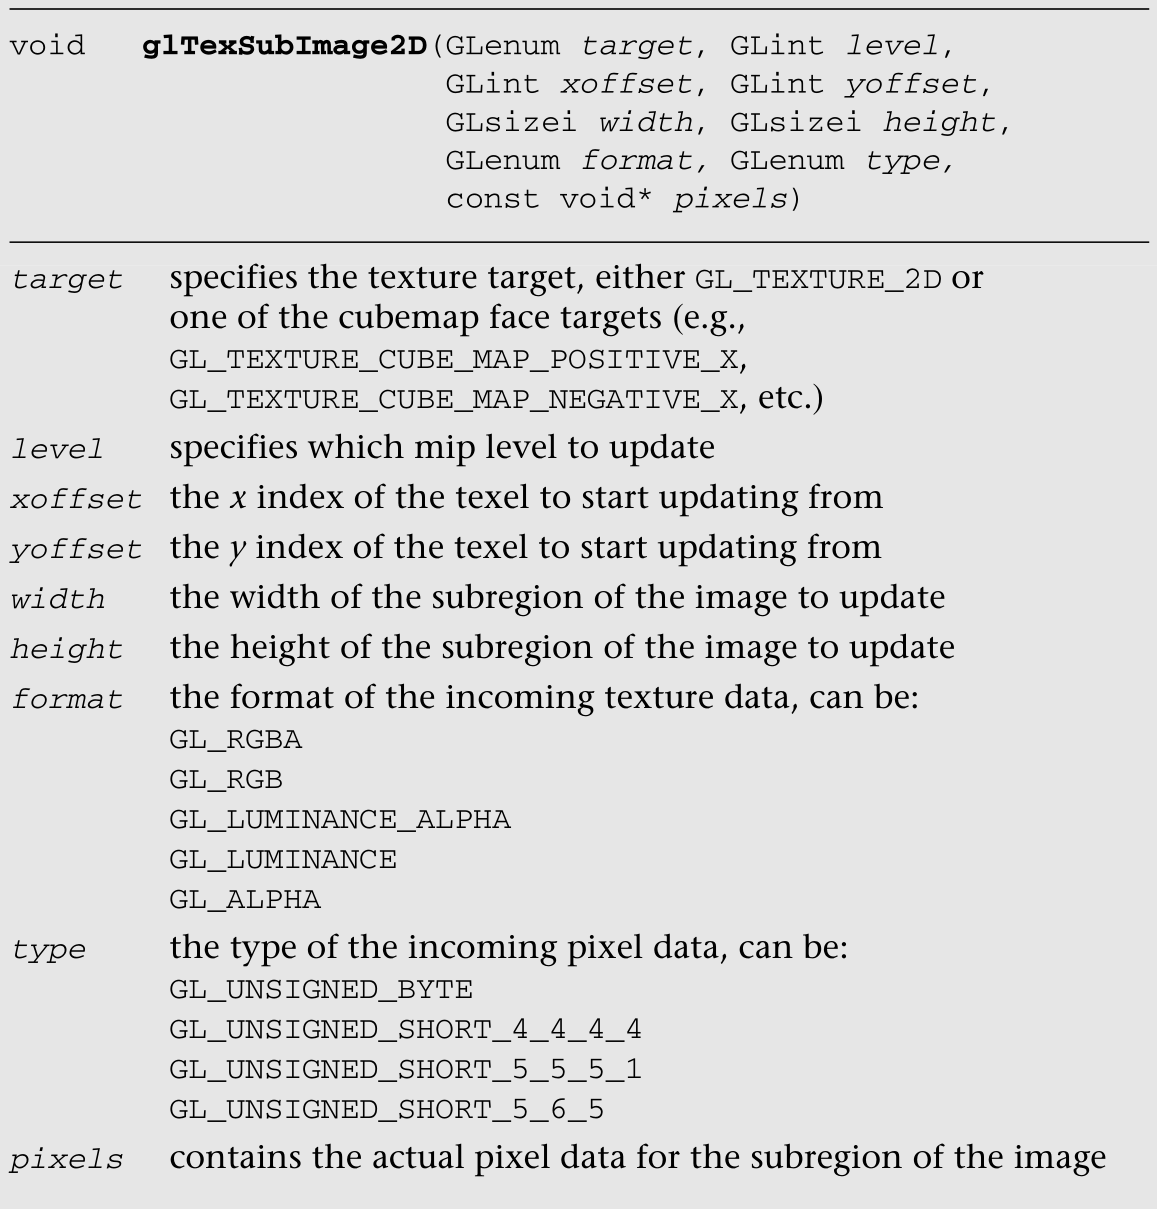 void glTexSubImage2D(GLenum target, GLint level,
GLint xoffset, GLint yoffset,
GLsizei width, GLsizei height,
GLenum format, GLenum type,
const void* pixels)
target specifies the texture target, either GL_TEXTURE_2D or
one of the cubemap face targets (e.g.,
GL_TEXTURE_CUBE_MAP_POSITIVE_X,
GL_TEXTURE_CUBE_MAP_NEGATIVE_X, etc.)
level specifies which mip level to update
xoffset the x index of the texel to start updating from
yoffset the y index of the texel to start updating from
width the width of the subregion of the image to update
height the height of the subregion of the image to update
format the format of the incoming texture data, can be:
GL_RGBA
GL_RGB
GL_LUMINANCE_ALPHA
GL_LUMINANCE
GL_ALPHA
type the type of the incoming pixel data, can be:
GL_UNSIGNED_BYTE
GL_UNSIGNED_SHORT_4_4_4_4
GL_UNSIGNED_SHORT_5_5_5_1
GL_UNSIGNED_SHORT_5_6_5
pixels contains the actual pixel data for the subregion of the image